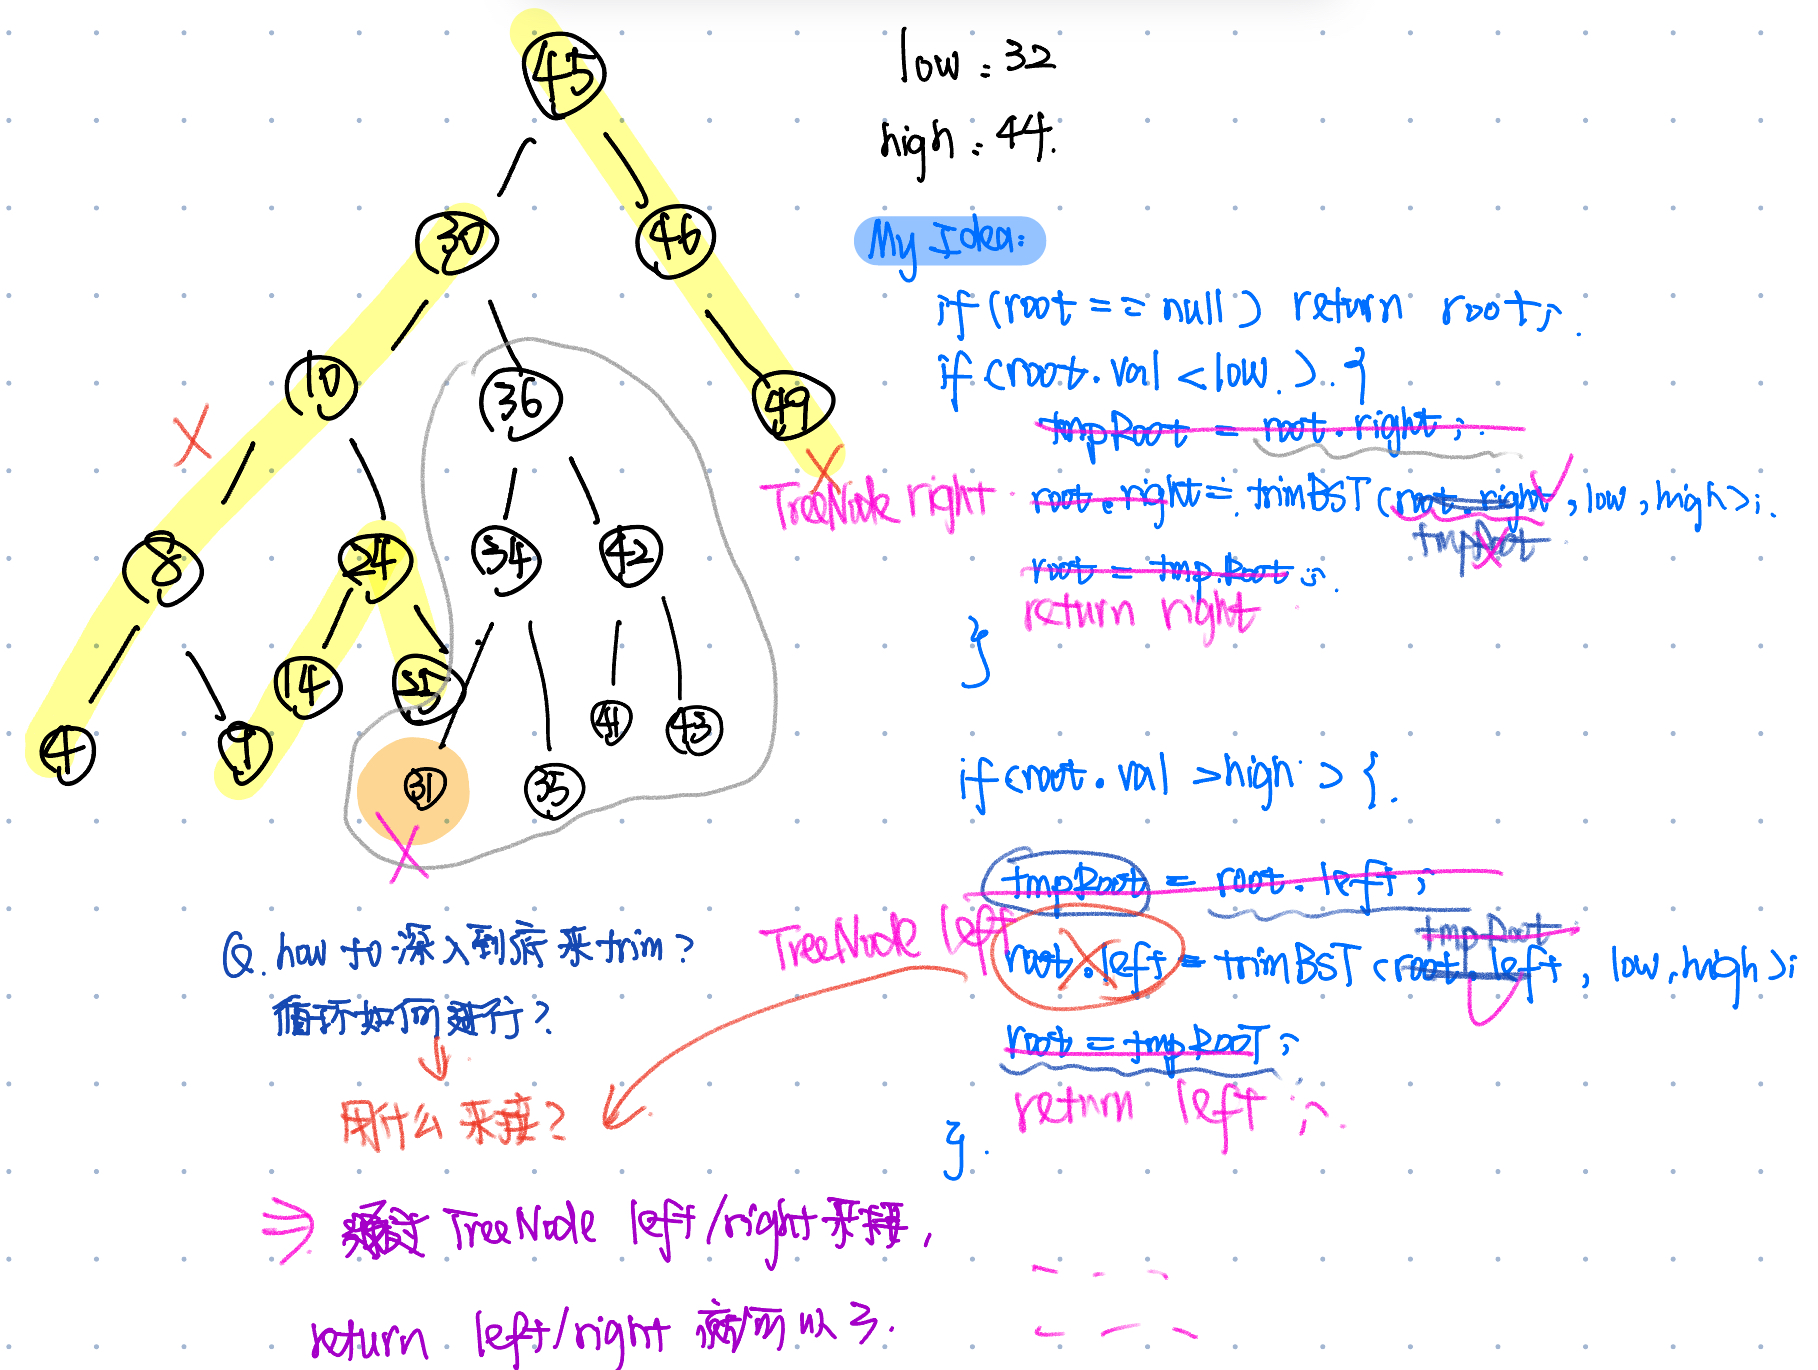 45
low : 32
high : 44.
30
46
My Idea:
if (root == null) return root;
10
36
49
if (root.val < low) {
tmpRoot = root.right;
TreeNode right root.right = trimBST (root.right, low, high);
tmpRoot
8
24
34
42
root = tmpRoot;
return right
}
14
4
9
41
43
31
35
if (root.val > high) {
tmpRoot = root.left;
tmpRoot
TreeNode left root.left = trimBST (root.left, low, high);
Q. how to 深入到底来 trim?
循环如何进行?
root = tmpRooT;
return left;
}.
用什么来接?
⇒ 通过 TreeNode left/right 来接,
return left/right 就可以了.